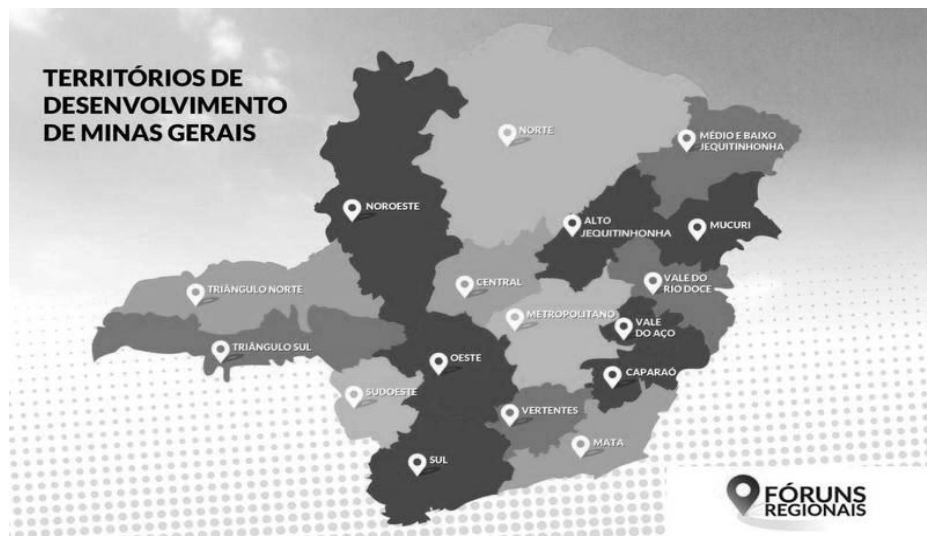 TERRITÓRIOS DE
DESENVOLVIMENTO
DE MINAS GERAIS
NORTE
MÉDIO E BAIXO
JEQUITINHONHA
NOROESTE
ALTO
JEQUITINHONHA
MUCURI
TRIÂNGULO NORTE
CENTRAL
VALE DO
RIO DOCE
METROPOLITANO
VALE
DO AÇO
TRIÂNGULO SUL
OESTE
CAPARAÓ
SUDOESTE
VERTENTES
MATA
SUL
FÓRUNS
REGIONAIS